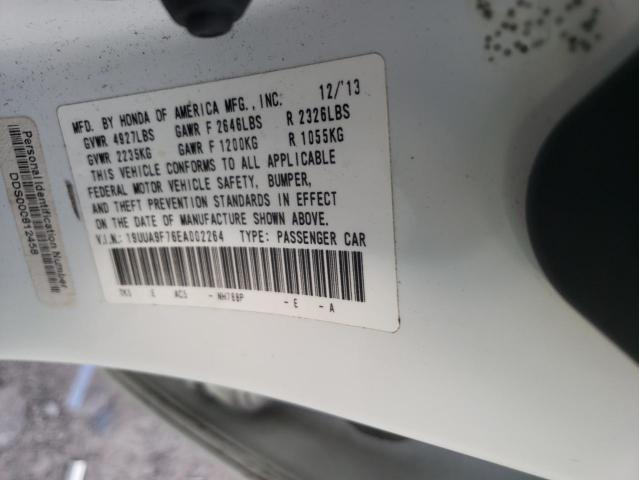 MFD. BY HONDA OF AMERICA MFG., INC. 12/'13
GVWR 4927LBS GAWR F 2646LBS R 2326LBS
GVWR 2235KG GAWR F 1200KG R 1055KG
THIS VEHICLE CONFORMS TO ALL APPLICABLE
FEDERAL MOTOR VEHICLE SAFETY, BUMPER,
AND THEFT PREVENTION STANDARDS IN EFFECT
ON THE DATE OF MANUFACTURE SHOWN ABOVE.
V.I.N.: 19UUA9F76EA002264 TYPE: PASSENGER CAR
E AC5 - NH788P - E - A
Personal Identification Number
DDS000812458